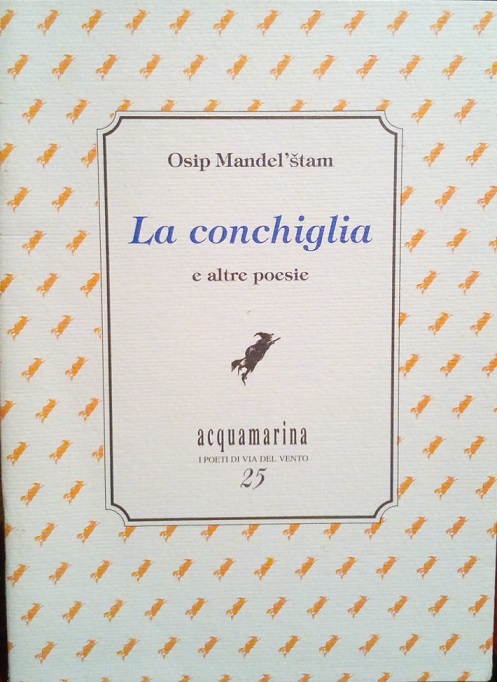 Osip Mandel'štam
La conchiglia
e altre poesie
acquamarina
I POETI DI VIA DEL VENTO
25